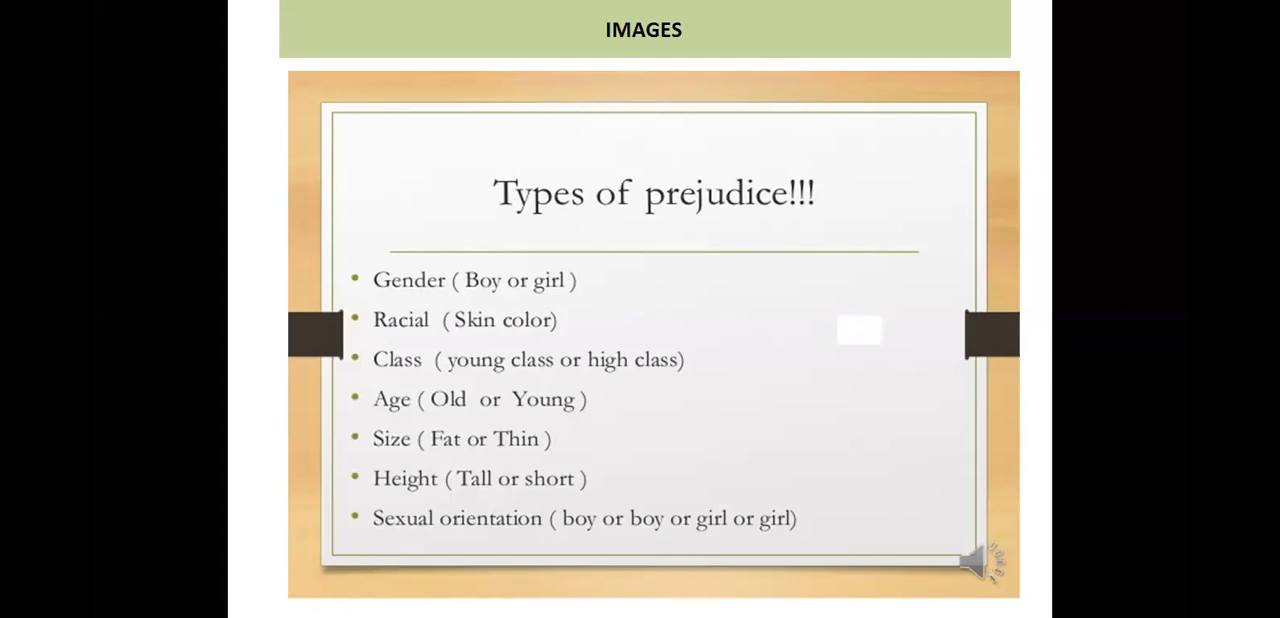 IMAGES
Types of prejudice!!!
• Gender ( Boy or girl )
• Racial ( Skin color)
• Class ( young class or high class)
• Age ( Old or Young )
• Size ( Fat or Thin )
• Height ( Tall or short )
• Sexual orientation ( boy or boy or girl or girl)